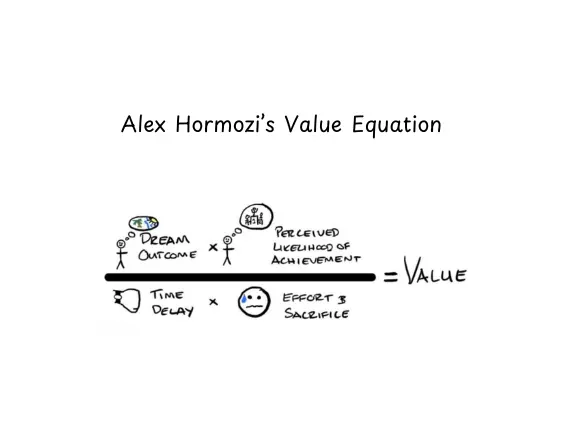 Alex Hormozi's Value Equation
DREAM
OUTCOME
x
PERCEIVED
LIKELIHOOD OF
ACHIEVEMENT
= VALUE
TIME
DELAY
x
EFFORT &
SACRIFICE